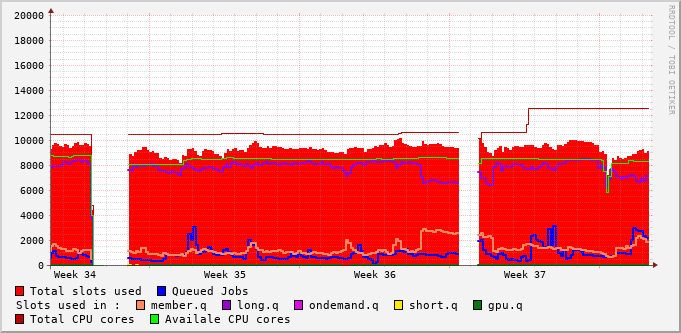 20000
18000
16000
14000
12000
10000
8000
6000
4000
2000
0
Week 34 Week 35 Week 36 Week 37
Total slots used Queued Jobs
Slots used in : member.q long.q ondemand.q short.q gpu.q
Total CPU cores Availale CPU cores
RRDTOOL / TOBI OETIKER